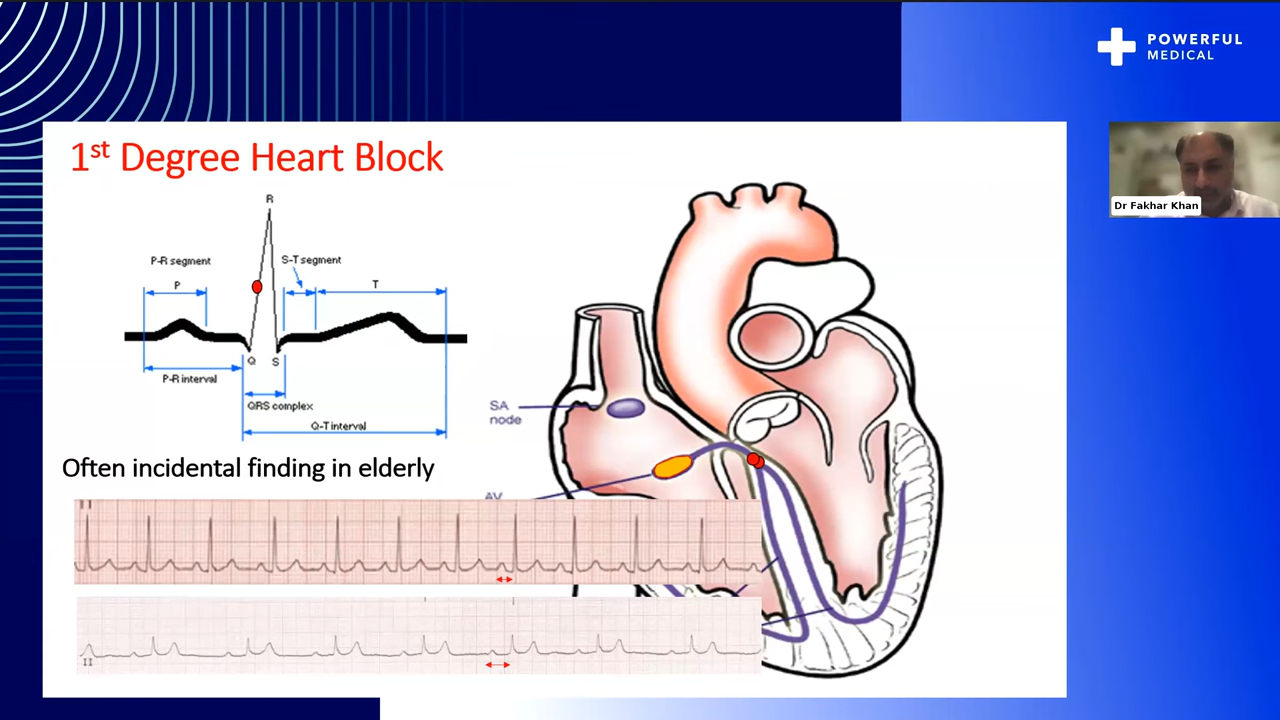 POWERFUL
MEDICAL
Dr Fakhar Khan
1st Degree Heart Block
R
P-R segment
S-T segment
P
T
Q
S
P-R interval
QRS complex
Q-T interval
SA
node
Often incidental finding in elderly
AV
II
II